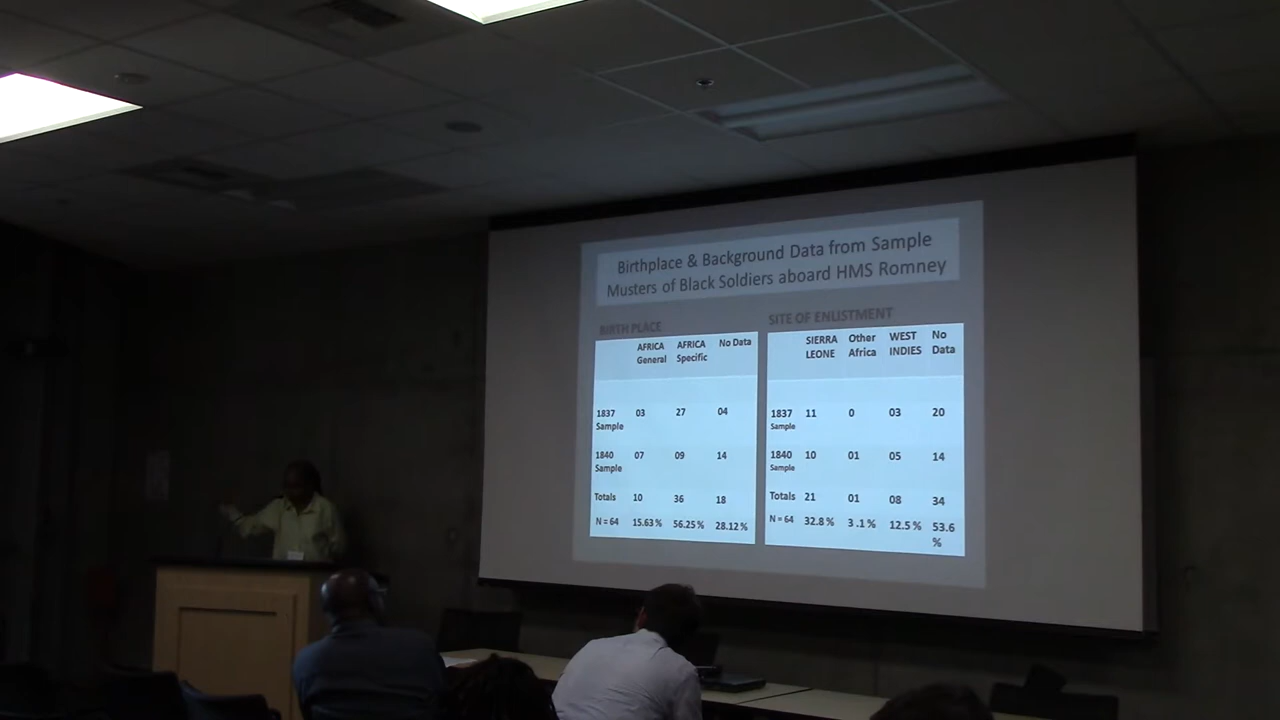 Birthplace & Background Data from Sample
Musters of Black Soldiers aboard HMS Romney
BIRTH PLACE
AFRICA General AFRICA Specific No Data
1837 Sample 03 27 04
1840 Sample 07 09 14
Totals 10 36 18
N = 64 15.63% 56.25% 28.12%
SITE OF ENLISTMENT
SIERRA LEONE Other Africa WEST INDIES No Data
1837 Sample 11 0 03 20
1840 Sample 10 01 05 14
Totals 21 01 08 34
N = 64 32.8% 3.1% 12.5% 53.6 %